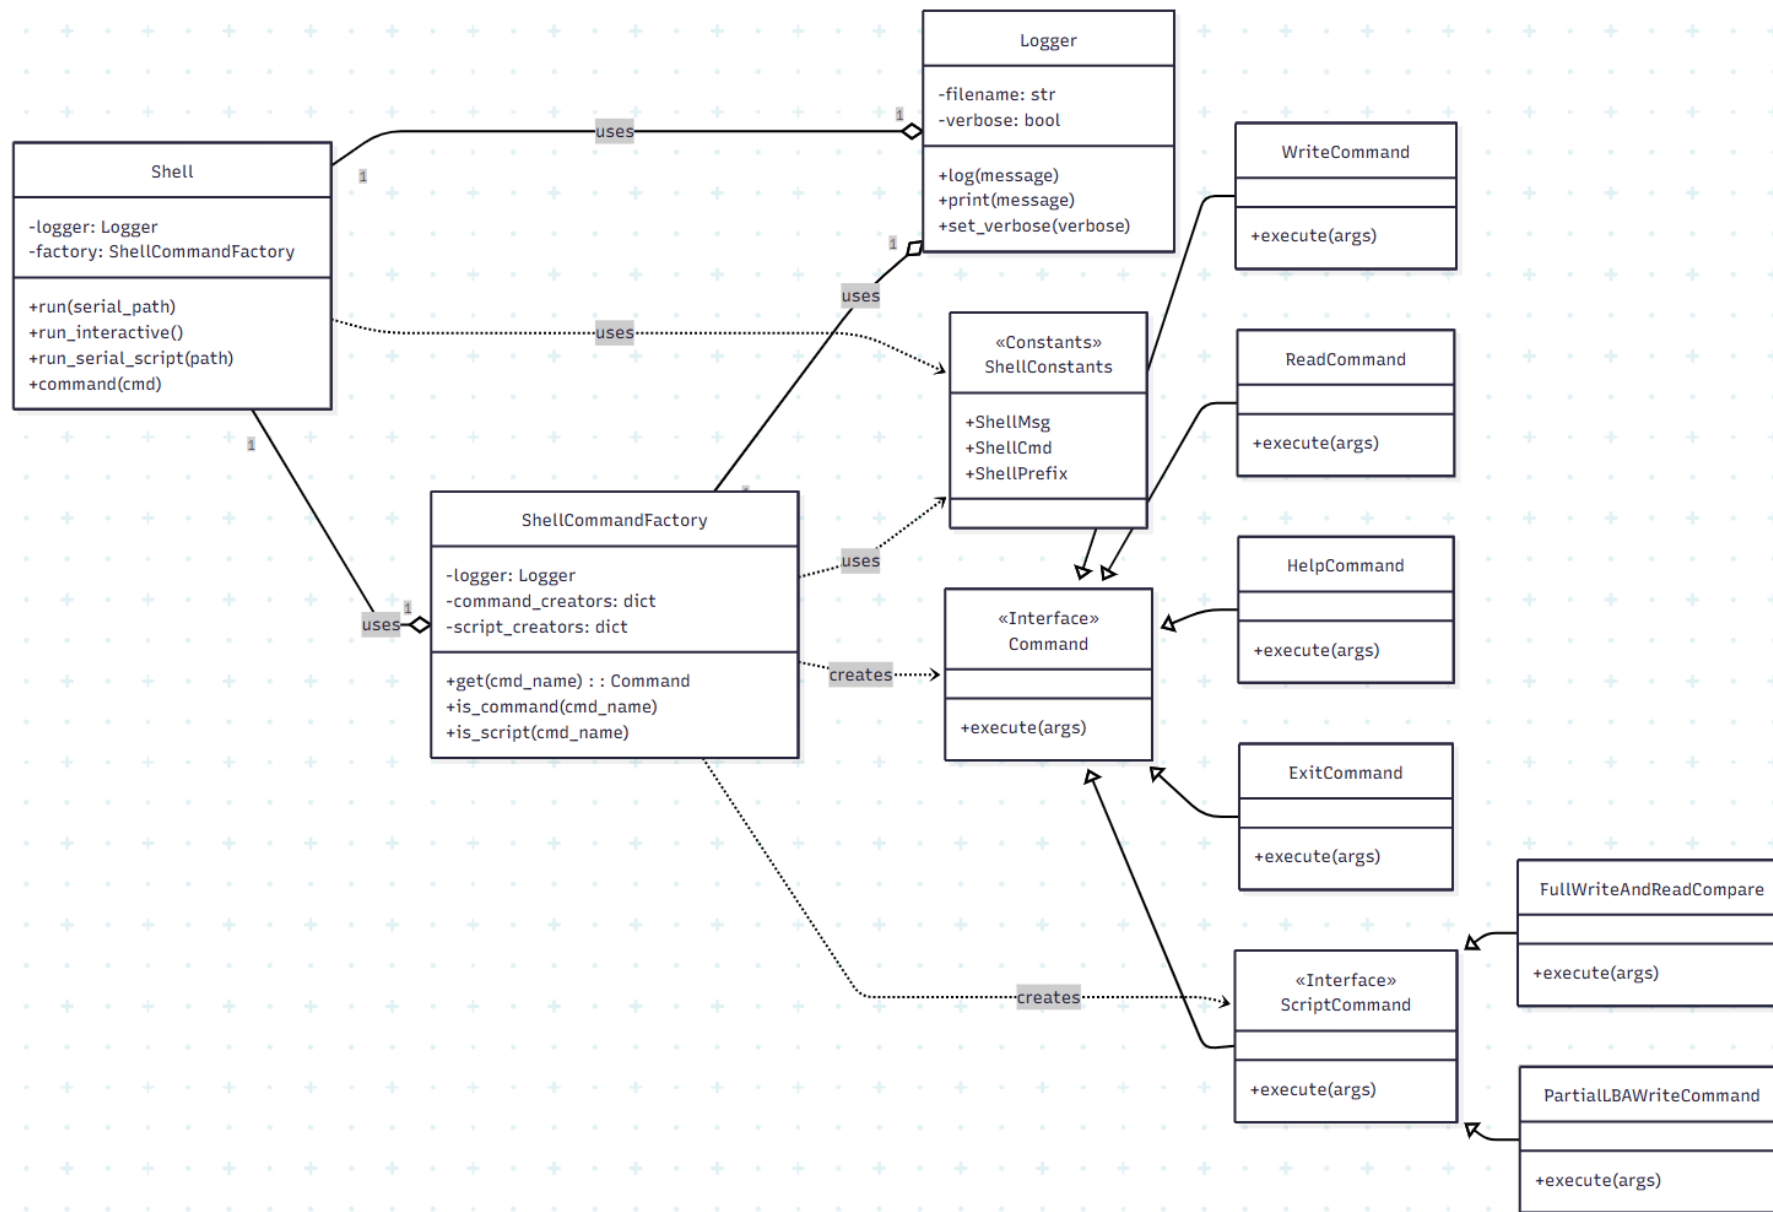 Logger
-filename: str
-verbose: bool
+log(message)
+print(message)
+set_verbose(verbose)
1
uses
1
1
uses
Shell
-logger: Logger
-factory: ShellCommandFactory
+run(serial_path)
+run_interactive()
+run_serial_script(path)
+command(cmd)
uses
1
uses
1
WriteCommand
+execute(args)
«Constants»
ShellConstants
+ShellMsg
+ShellCmd
+ShellPrefix
ReadCommand
+execute(args)
ShellCommandFactory
-logger: Logger
-command_creators: dict
-script_creators: dict
+get(cmd_name) : : Command
+is_command(cmd_name)
+is_script(cmd_name)
uses
creates
«Interface»
Command
+execute(args)
HelpCommand
+execute(args)
ExitCommand
+execute(args)
creates
«Interface»
ScriptCommand
+execute(args)
FullWriteAndReadCompare
+execute(args)
PartialLBAWriteCommand
+execute(args)